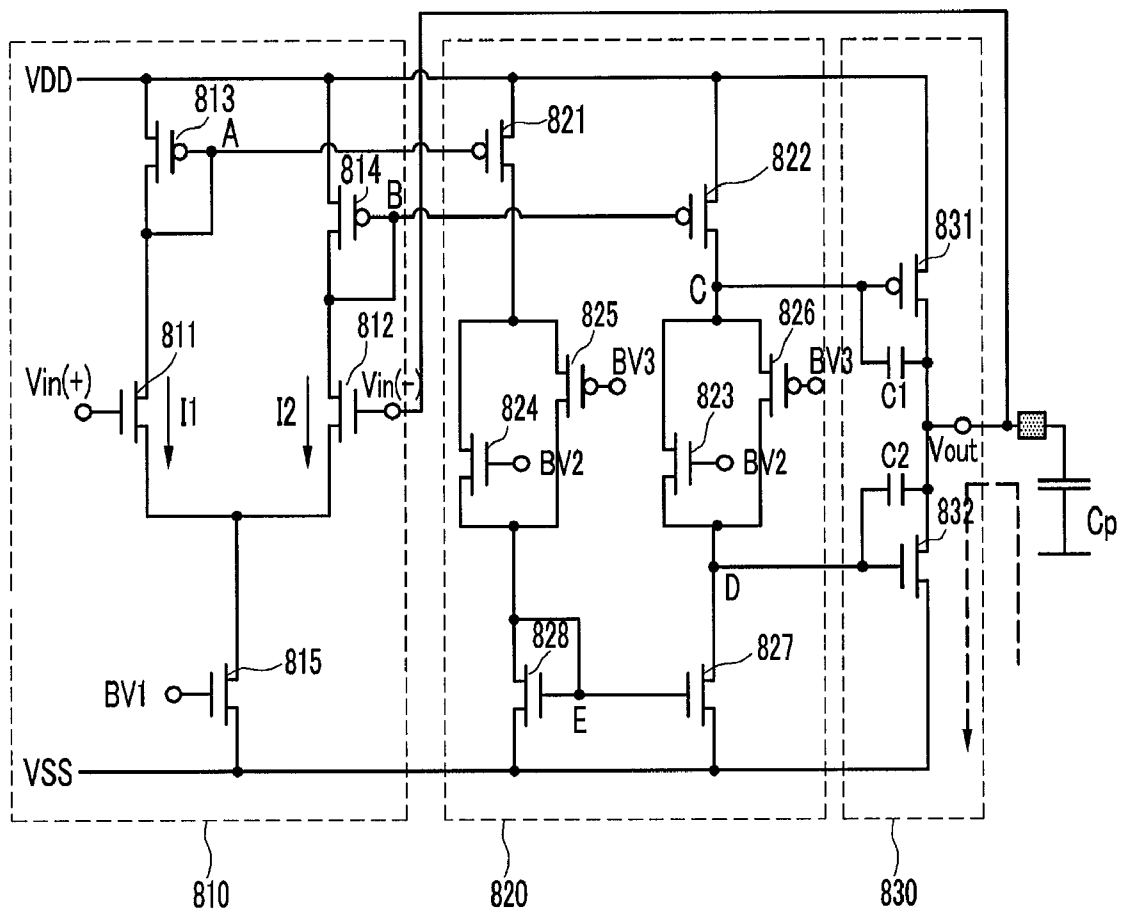 VDD
813
A
821
814
B
822
831
C
825
826
811
812
Vin(+)
I1
I2
Vin(-)
824
BV3
823
BV3
C1
BV2
BV2
Vout
C2
832
Cp
D
815
828
827
BV1
E
VSS
810
820
830